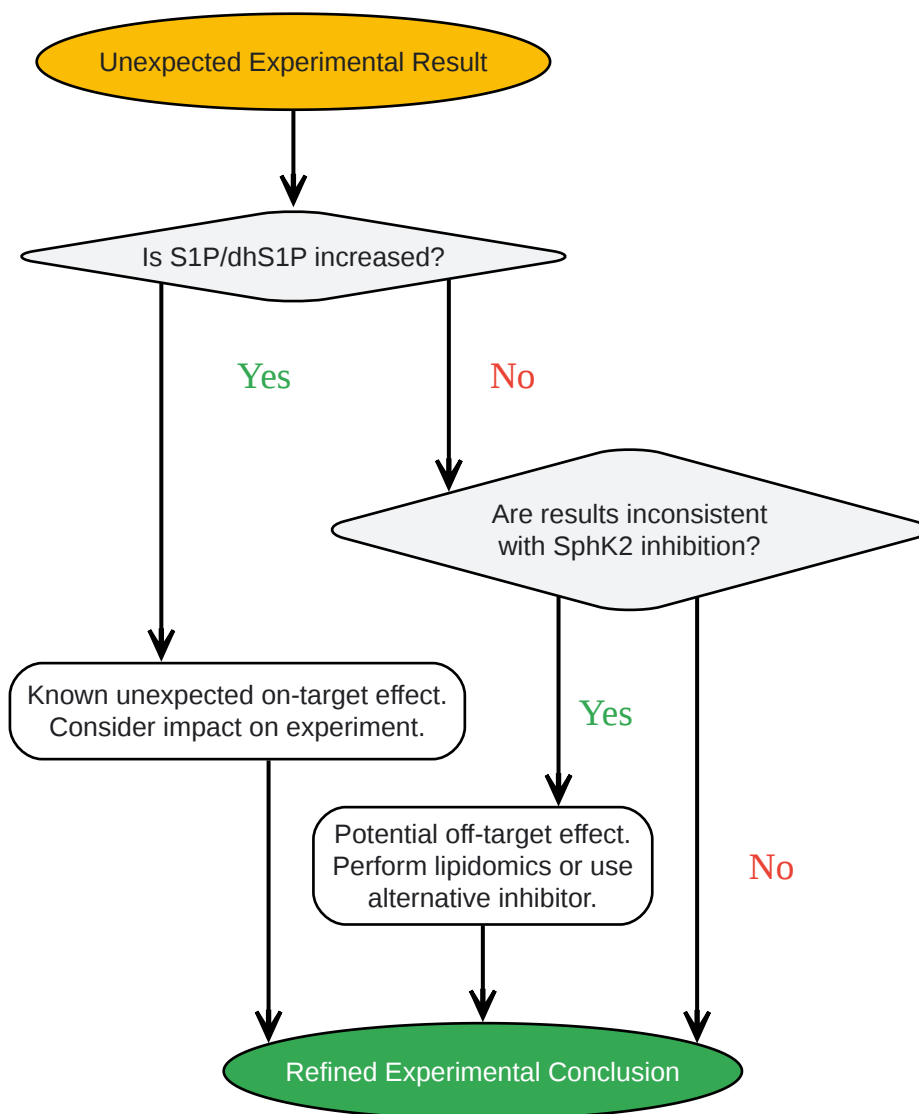 Unexpected Experimental Result
Is S1P/dhS1P increased?
Yes
No
Are results inconsistent
with SphK2 inhibition?
Known unexpected on-target effect.
Consider impact on experiment.
Yes
Potential off-target effect.
Perform lipidomics or use
alternative inhibitor.
No
Refined Experimental Conclusion